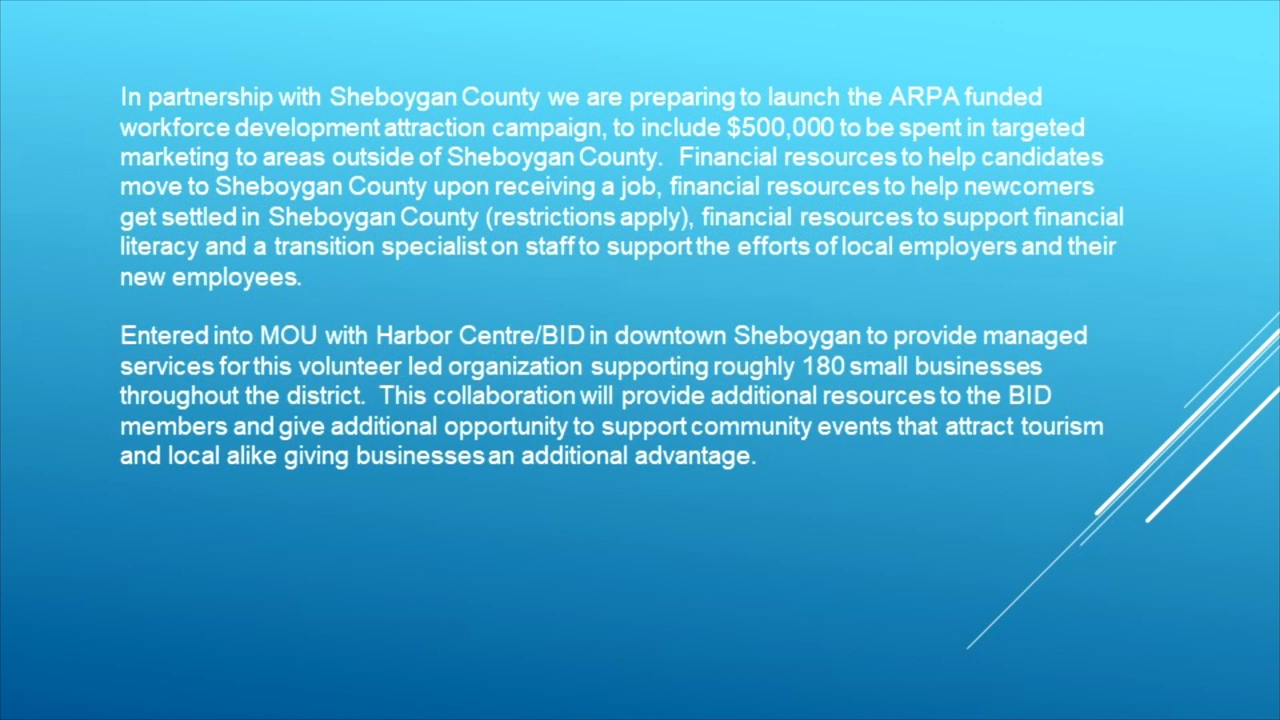 In partnership with Sheboygan County we are preparing to launch the ARPA funded
workforce development attraction campaign, to include $500,000 to be spent in targeted
marketing to areas outside of Sheboygan County. Financial resources to help candidates
move to Sheboygan County upon receiving a job, financial resources to help newcomers
get settled in Sheboygan County (restrictions apply), financial resources to support financial
literacy and a transition specialist on staff to support the efforts of local employers and their
new employees.
Entered into MOU with Harbor Centre/BID in downtown Sheboygan to provide managed
services for this volunteer led organization supporting roughly 180 small businesses
throughout the district. This collaboration will provide additional resources to the BID
members and give additional opportunity to support community events that attract tourism
and local alike giving businesses an additional advantage.